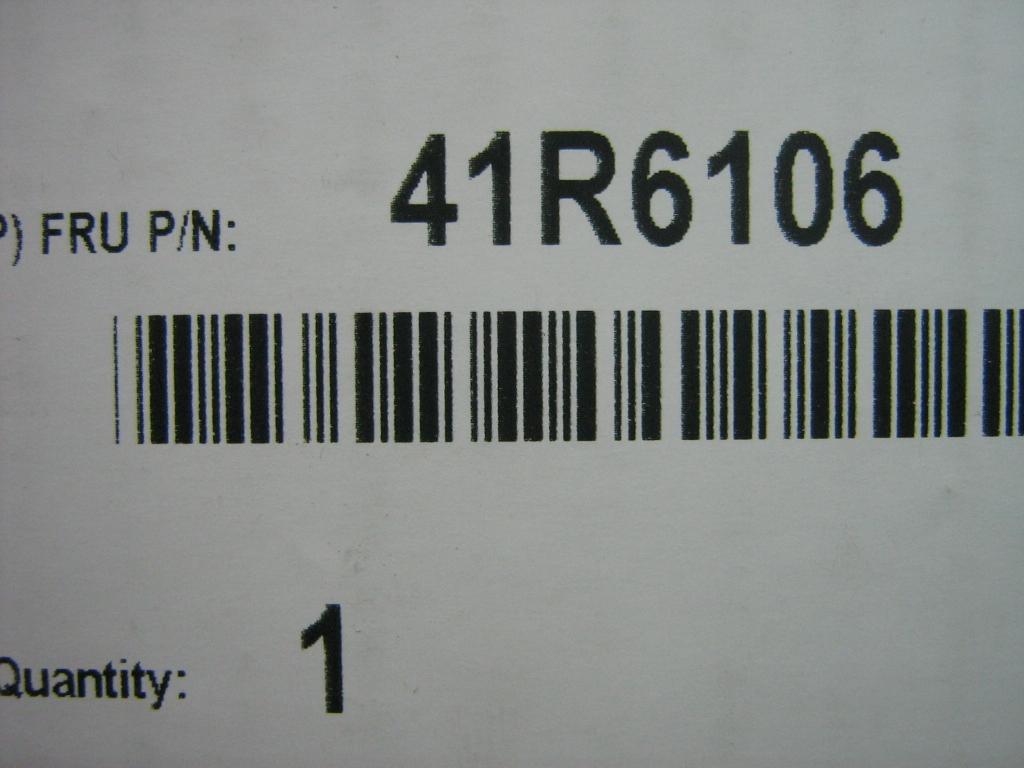 P) FRU P/N: 41R6106
Quantity: 1